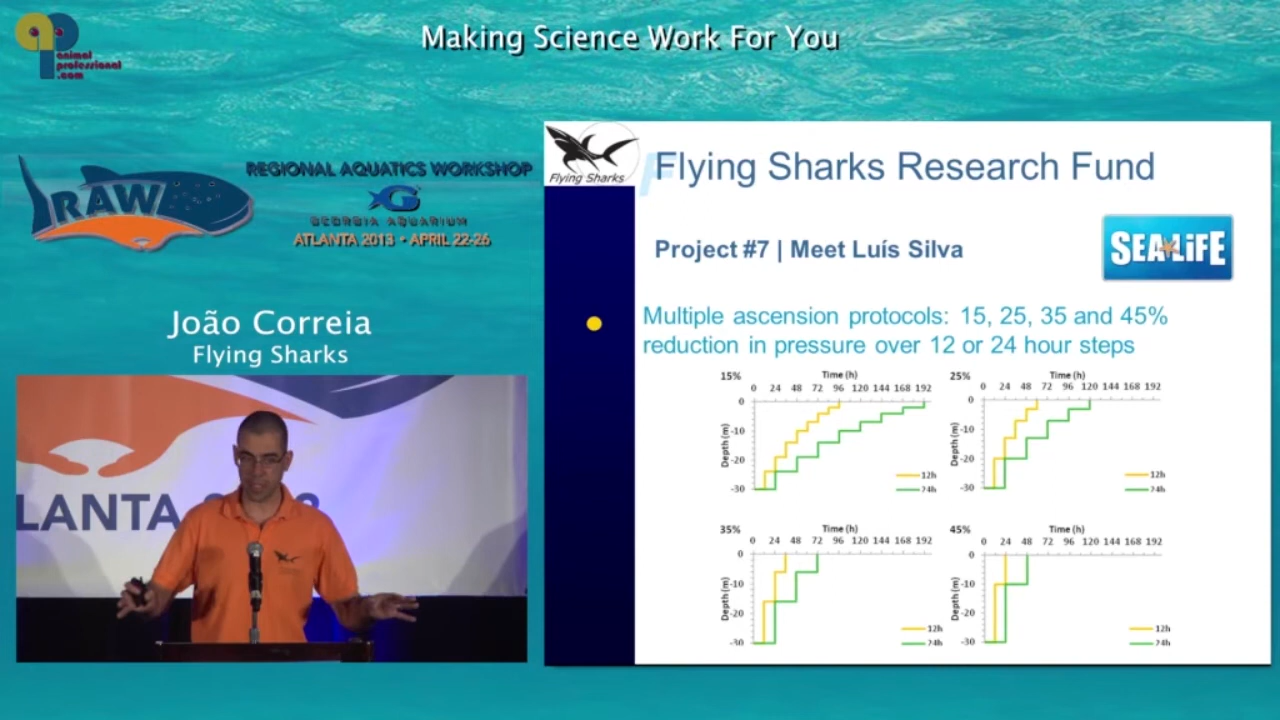 Making Science Work For You
ap
animal
professional
.com
RAW
REGIONAL AQUATICS WORKSHOP
GEORGIA AQUARIUM
ATLANTA 2013 • APRIL 22-26
João Correia
Flying Sharks
LANTA
Flying Sharks
Flying Sharks Research Fund
Project #7 | Meet Luís Silva
SEA LiFE
Multiple ascension protocols: 15, 25, 35 and 45%
reduction in pressure over 12 or 24 hour steps
15%
Time (h)
0 24 48 72 96 120 144 168 192
Depth (m)
0
-10
-20
-30
12h
24h
25%
Time (h)
0 24 48 72 96 120 144 168 192
Depth (m)
0
-10
-20
-30
12h
24h
35%
Time (h)
0 24 48 72 96 120 144 168 192
Depth (m)
0
-10
-20
-30
12h
24h
45%
Time (h)
0 24 48 72 96 120 144 168 192
Depth (m)
0
-10
-20
-30
12h
24h